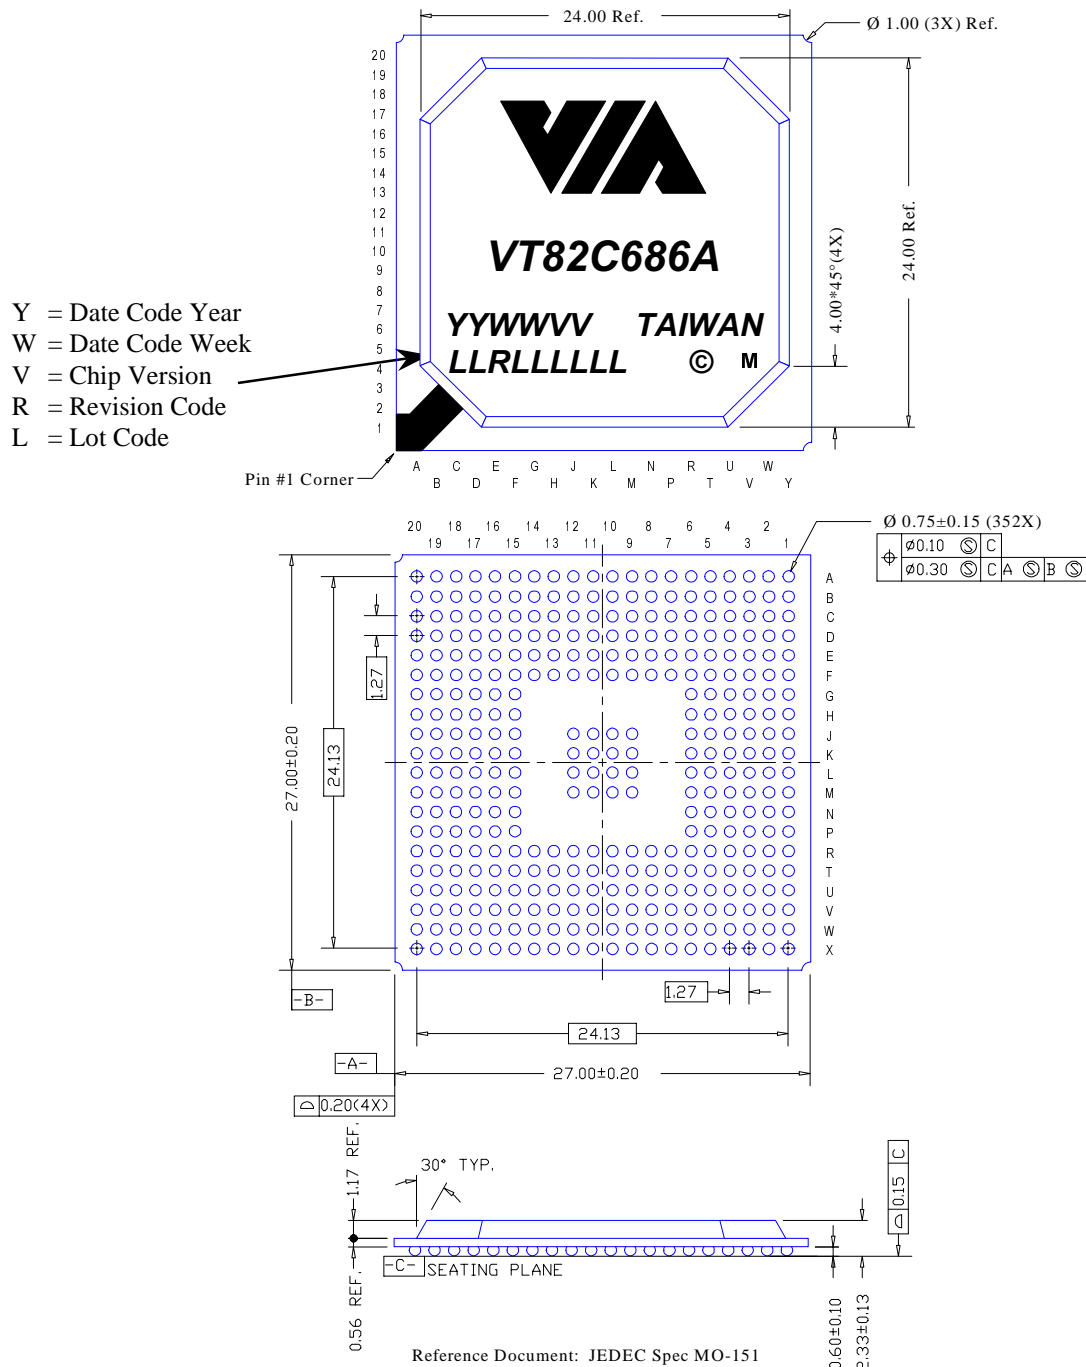 24.00 Ref.
Ø 1.00 (3X) Ref.
20
19
18
17
16
15
14
13
12
11
10
9
8
7
6
5
4
3
2
1
VIA
VT82C686A
YYWWVV TAIWAN
LLRLLLLLL © M
24.00 Ref.
4.00*45°(4X)
Y = Date Code Year
W = Date Code Week
V = Chip Version
R = Revision Code
L = Lot Code
Pin #1 Corner
A C E G J L N R U W
B D F H K M P T V Y
20 18 16 14 12 10 8 6 4 2
19 17 15 13 11 9 7 5 3 1
Ø 0.75±0.15 (352X)
⌖ ø0.10 Ⓢ C
ø0.30 Ⓢ C A Ⓢ B Ⓢ
A
B
C
D
E
F
G
H
J
K
L
M
N
P
R
T
U
V
W
X
1.27
24.13
27.00±0.20
-B-
1.27
24.13
-A-
27.00±0.20
⌓ 0.20(4X)
1.17 REF.
30° TYP.
⌓ 0.15 C
-C- SEATING PLANE
0.56 REF.
0.60±0.10
2.33±0.13
Reference Document: JEDEC Spec MO-151